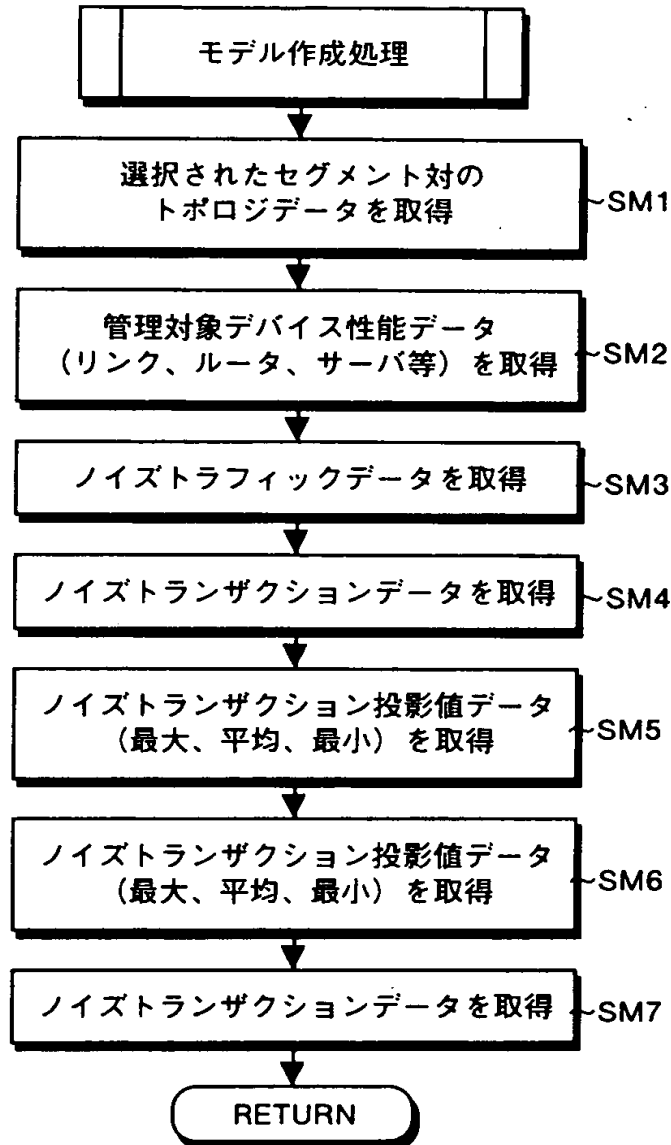 モデル作成処理
選択されたセグメント対の
トポロジデータを取得
SM1
管理対象デバイス性能データ
(リンク、ルータ、サーバ等)を取得
SM2
ノイズトラフィックデータを取得
SM3
ノイズトランザクションデータを取得
SM4
ノイズトランザクション投影値データ
(最大、平均、最小)を取得
SM5
ノイズトランザクション投影値データ
(最大、平均、最小)を取得
SM6
ノイズトランザクションデータを取得
SM7
RETURN